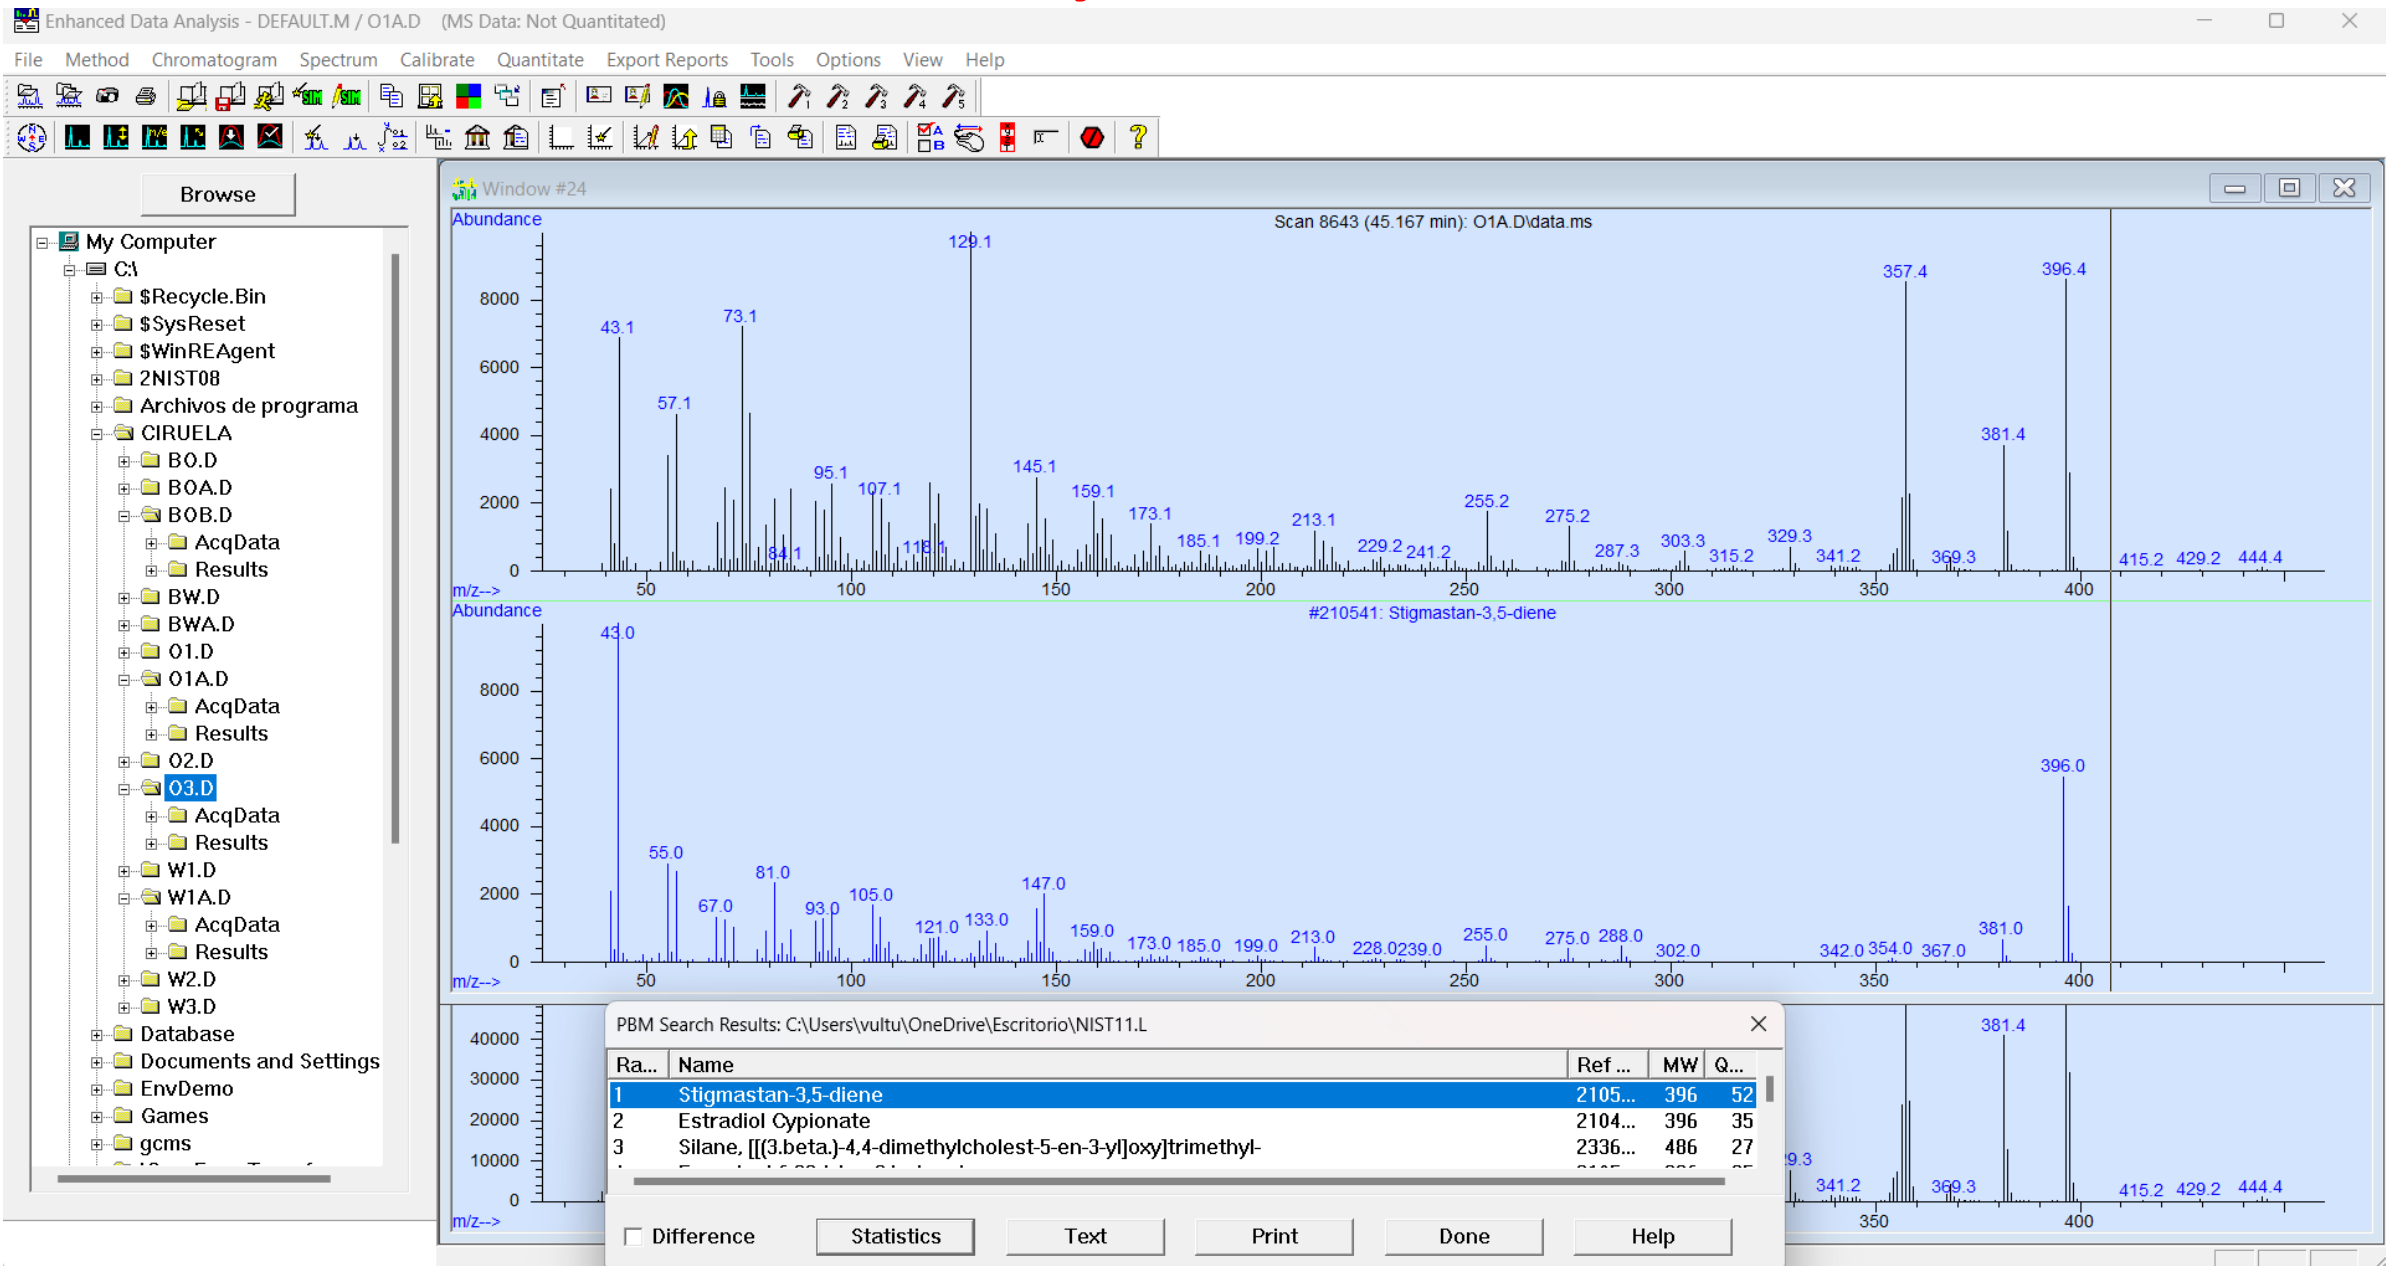 Enhanced Data Analysis - DEFAULT.M / O1A.D (MS Data: Not Quantitated)
File Method Chromatogram Spectrum Calibrate Quantitate Export Reports Tools Options View Help
Browse
My Computer
C:\
$Recycle.Bin
$SysReset
$WinREAgent
2NIST08
Archivos de programa
CIRUELA
BO.D
BOA.D
BOB.D
AcqData
Results
BW.D
BWA.D
O1.D
O1A.D
AcqData
Results
O2.D
O3.D
AcqData
Results
W1.D
W1A.D
AcqData
Results
W2.D
W3.D
Database
Documents and Settings
EnvDemo
Games
gcms
Window #24
Abundance
Scan 8643 (45.167 min): O1A.D\data.ms
8000
6000
4000
2000
0
43.1
57.1
73.1
84.1
95.1
107.1
118.1
129.1
145.1
159.1
173.1
185.1
199.2
213.1
229.2
241.2
255.2
275.2
287.3
303.3
315.2
329.3
341.2
357.4
369.3
381.4
396.4
415.2
429.2
444.4
m/z-->
50 100 150 200 250 300 350 400
Abundance
#210541: Stigmastan-3,5-diene
8000
6000
4000
2000
0
43.0
55.0
67.0
81.0
93.0
105.0
121.0
133.0
147.0
159.0
173.0
185.0
199.0
213.0
228.0
239.0
255.0
275.0
288.0
302.0
342.0
354.0
367.0
381.0
396.0
m/z-->
50 100 150 200 250 300 350 400
40000
30000
20000
10000
0
m/z-->
9.3
341.2
369.3
381.4
415.2
429.2
444.4
350 400
PBM Search Results: C:\Users\vultu\OneDrive\Escritorio\NIST11.L
Ra... Name Ref ... MW Q...
1 Stigmastan-3,5-diene 2105... 396 52
2 Estradiol Cypionate 2104... 396 35
3 Silane, [[(3.beta.)-4,4-dimethylcholest-5-en-3-yl]oxy]trimethyl- 2336... 486 27
Difference
Statistics
Text
Print
Done
Help